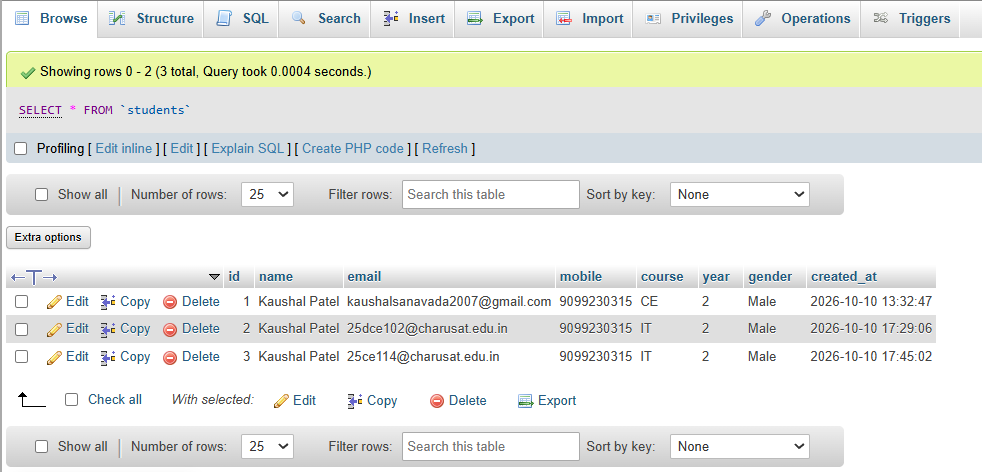 Browse Structure SQL Search Insert Export Import Privileges Operations Triggers
Showing rows 0 - 2 (3 total, Query took 0.0004 seconds.)
SELECT * FROM `students`
Profiling [ Edit inline ] [ Edit ] [ Explain SQL ] [ Create PHP code ] [ Refresh ]
Show all Number of rows: 25 Filter rows: Search this table Sort by key: None
Extra options
id name email mobile course year gender created_at
Edit Copy Delete 1 Kaushal Patel kaushalsanavada2007@gmail.com 9099230315 CE 2 Male 2026-10-10 13:32:47
Edit Copy Delete 2 Kaushal Patel 25dce102@charusat.edu.in 9099230315 IT 2 Male 2026-10-10 17:29:06
Edit Copy Delete 3 Kaushal Patel 25ce114@charusat.edu.in 9099230315 IT 2 Male 2026-10-10 17:45:02
Check all With selected: Edit Copy Delete Export
Show all Number of rows: 25 Filter rows: Search this table Sort by key: None